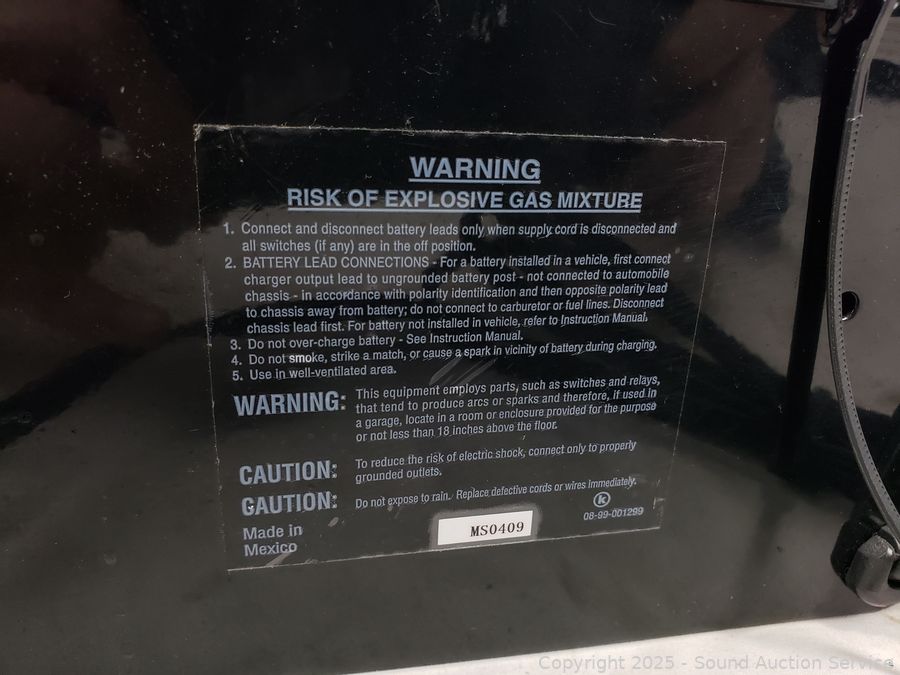 WARNING
RISK OF EXPLOSIVE GAS MIXTURE
1. Connect and disconnect battery leads only when supply cord is disconnected and
all switches (if any) are in the off position.
2. BATTERY LEAD CONNECTIONS - For a battery installed in a vehicle, first connect
charger output lead to ungrounded battery post - not connected to automobile
chassis - in accordance with polarity identification and then opposite polarity lead
to chassis away from battery; do not connect to carburetor or fuel lines. Disconnect
chassis lead first. For battery not installed in vehicle, refer to Instruction Manual.
3. Do not over-charge battery - See Instruction Manual.
4. Do not smoke, strike a match, or cause a spark in vicinity of battery during charging.
5. Use in well-ventilated area.
WARNING: This equipment employs parts, such as switches and relays,
that tend to produce arcs or sparks and therefore, if used in
a garage, locate in a room or enclosure provided for the purpose
or not less than 18 inches above the floor.
CAUTION: To reduce the risk of electric shock, connect only to properly
grounded outlets.
CAUTION: Do not expose to rain. Replace defective cords or wires immediately.
Made in
Mexico
MS0409
K
08-99-001299
Copyright 2025 - Sound Auction Service